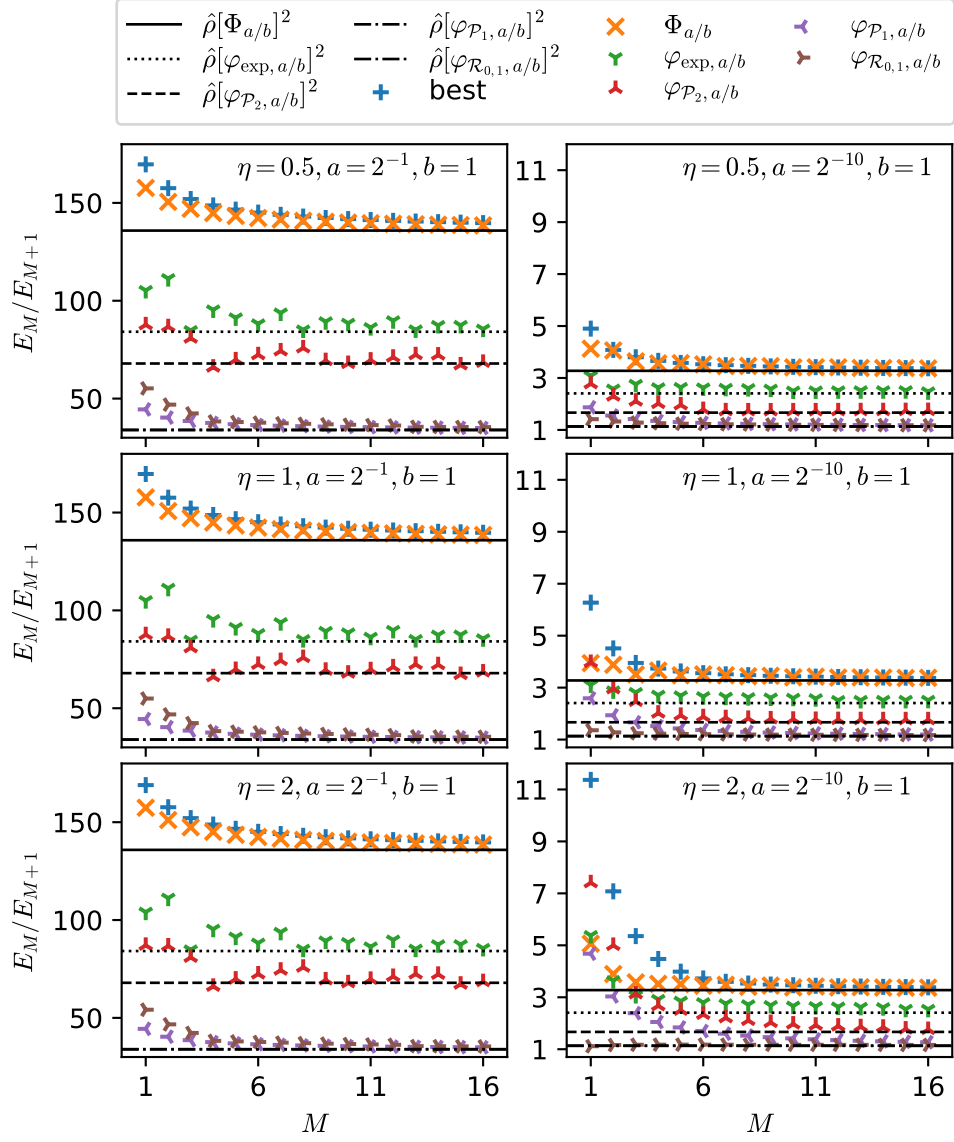 ρ̂[Φ_{a/b}]² ρ̂[φ_{𝒫₁, a/b}]² Φ_{a/b} φ_{𝒫₁, a/b}
ρ̂[φ_{exp, a/b}]² ρ̂[φ_{ℛ_{0,1}, a/b}]² φ_{exp, a/b} φ_{ℛ_{0,1}, a/b}
ρ̂[φ_{𝒫₂, a/b}]² best φ_{𝒫₂, a/b}
E_M/E_{M+1}
150
100
50
η = 0.5, a = 2⁻¹, b = 1
11
9
7
5
3
1
η = 0.5, a = 2⁻¹⁰, b = 1
E_M/E_{M+1}
150
100
50
η = 1, a = 2⁻¹, b = 1
11
9
7
5
3
1
η = 1, a = 2⁻¹⁰, b = 1
E_M/E_{M+1}
150
100
50
η = 2, a = 2⁻¹, b = 1
1 6 11 16
M
11
9
7
5
3
1
η = 2, a = 2⁻¹⁰, b = 1
1 6 11 16
M